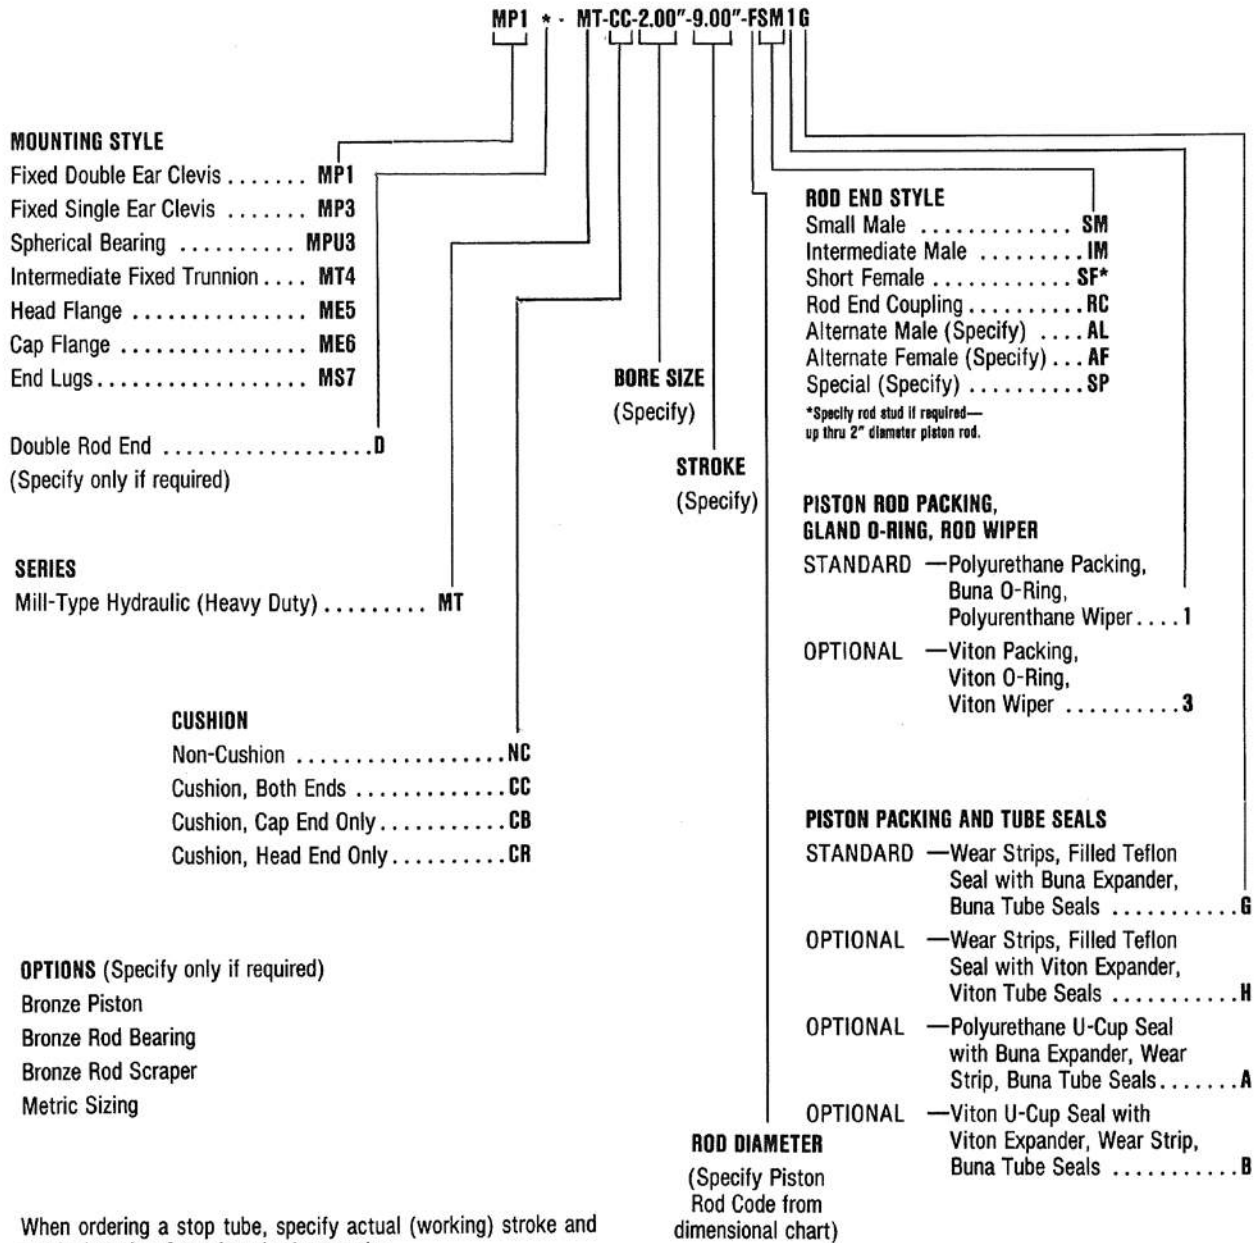 MP1 * - MT-CC-2.00"-9.00"-FSM1G
MOUNTING STYLE
Fixed Double Ear Clevis ....... MP1
Fixed Single Ear Clevis ....... MP3
Spherical Bearing .......... MPU3
Intermediate Fixed Trunnion .... MT4
Head Flange ............... ME5
Cap Flange ................ ME6
End Lugs.................. MS7
Double Rod End ..................D
(Specify only if required)
SERIES
Mill-Type Hydraulic (Heavy Duty) ......... MT
CUSHION
Non-Cushion ..................NC
Cushion, Both Ends .............CC
Cushion, Cap End Only...........CB
Cushion, Head End Only..........CR
OPTIONS (Specify only if required)
Bronze Piston
Bronze Rod Bearing
Bronze Rod Scraper
Metric Sizing
When ordering a stop tube, specify actual (working) stroke and
BORE SIZE
(Specify)
STROKE
(Specify)
ROD DIAMETER
(Specify Piston
Rod Code from
dimensional chart)
ROD END STYLE
Small Male ............. SM
Intermediate Male .........IM
Short Female ............SF*
Rod End Coupling..........RC
Alternate Male (Specify) ....AL
Alternate Female (Specify)...AF
Special (Specify) ..........SP
*Specify rod stud if required—
up thru 2" diameter piston rod.
PISTON ROD PACKING,
GLAND O-RING, ROD WIPER
STANDARD —Polyurethane Packing,
Buna O-Ring,
Polyurenthane Wiper....1
OPTIONAL —Viton Packing,
Viton O-Ring,
Viton Wiper ..........3
PISTON PACKING AND TUBE SEALS
STANDARD —Wear Strips, Filled Teflon
Seal with Buna Expander,
Buna Tube Seals ...........G
OPTIONAL —Wear Strips, Filled Teflon
Seal with Viton Expander,
Viton Tube Seals ...........H
OPTIONAL —Polyurethane U-Cup Seal
with Buna Expander, Wear
Strip, Buna Tube Seals.......A
OPTIONAL —Viton U-Cup Seal with
Viton Expander, Wear Strip,
Buna Tube Seals ...........B